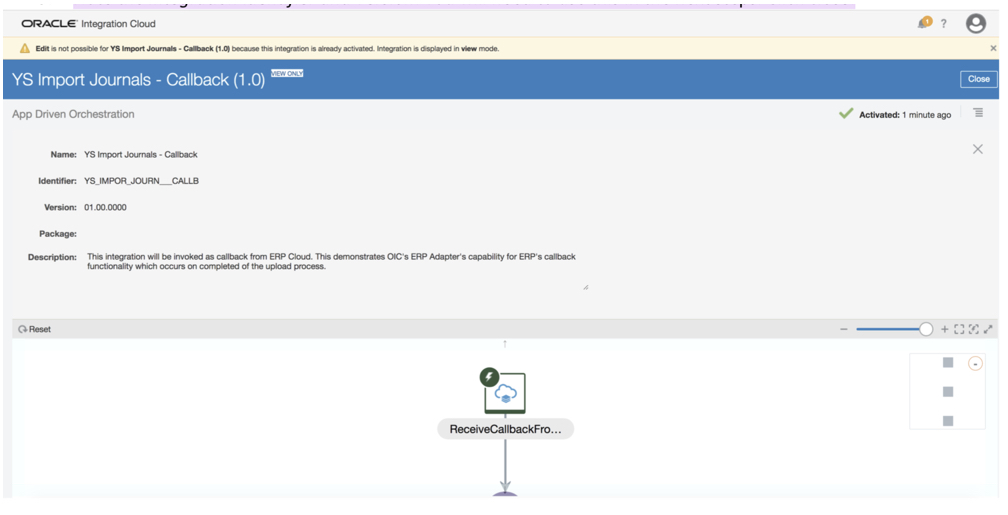 ORACLE Integration Cloud
1
?
Edit is not possible for YS Import Journals - Callback (1.0) because this integration is already activated. Integration is displayed in view mode.
YS Import Journals - Callback (1.0) VIEW ONLY
Close
App Driven Orchestration
Activated: 1 minute ago
Name: YS Import Journals - Callback
Identifier: YS_IMPOR_JOURN___CALLB
Version: 01.00.0000
Package:
Description: This integration will be invoked as callback from ERP Cloud. This demonstrates OIC's ERP Adapter's capability for ERP's callback
functionality which occurs on completed of the upload process.
Reset
ReceiveCallbackFro...